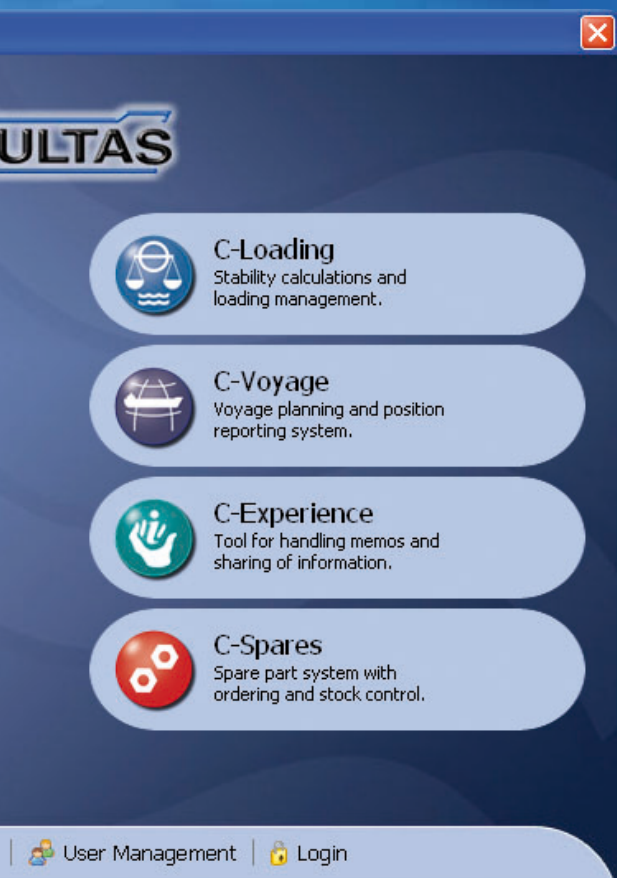 ULTAS
C-Loading
Stability calculations and
loading management.
C-Voyage
Voyage planning and position
reporting system.
C-Experience
Tool for handling memos and
sharing of information.
C-Spares
Spare part system with
ordering and stock control.
User Management | Login